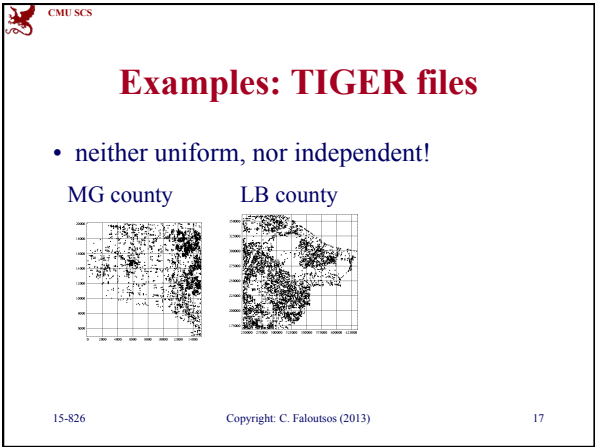 CMU SCS
Examples: TIGER files
• neither uniform, nor independent!
MG county LB county
15-826 Copyright: C. Faloutsos (2013) 17